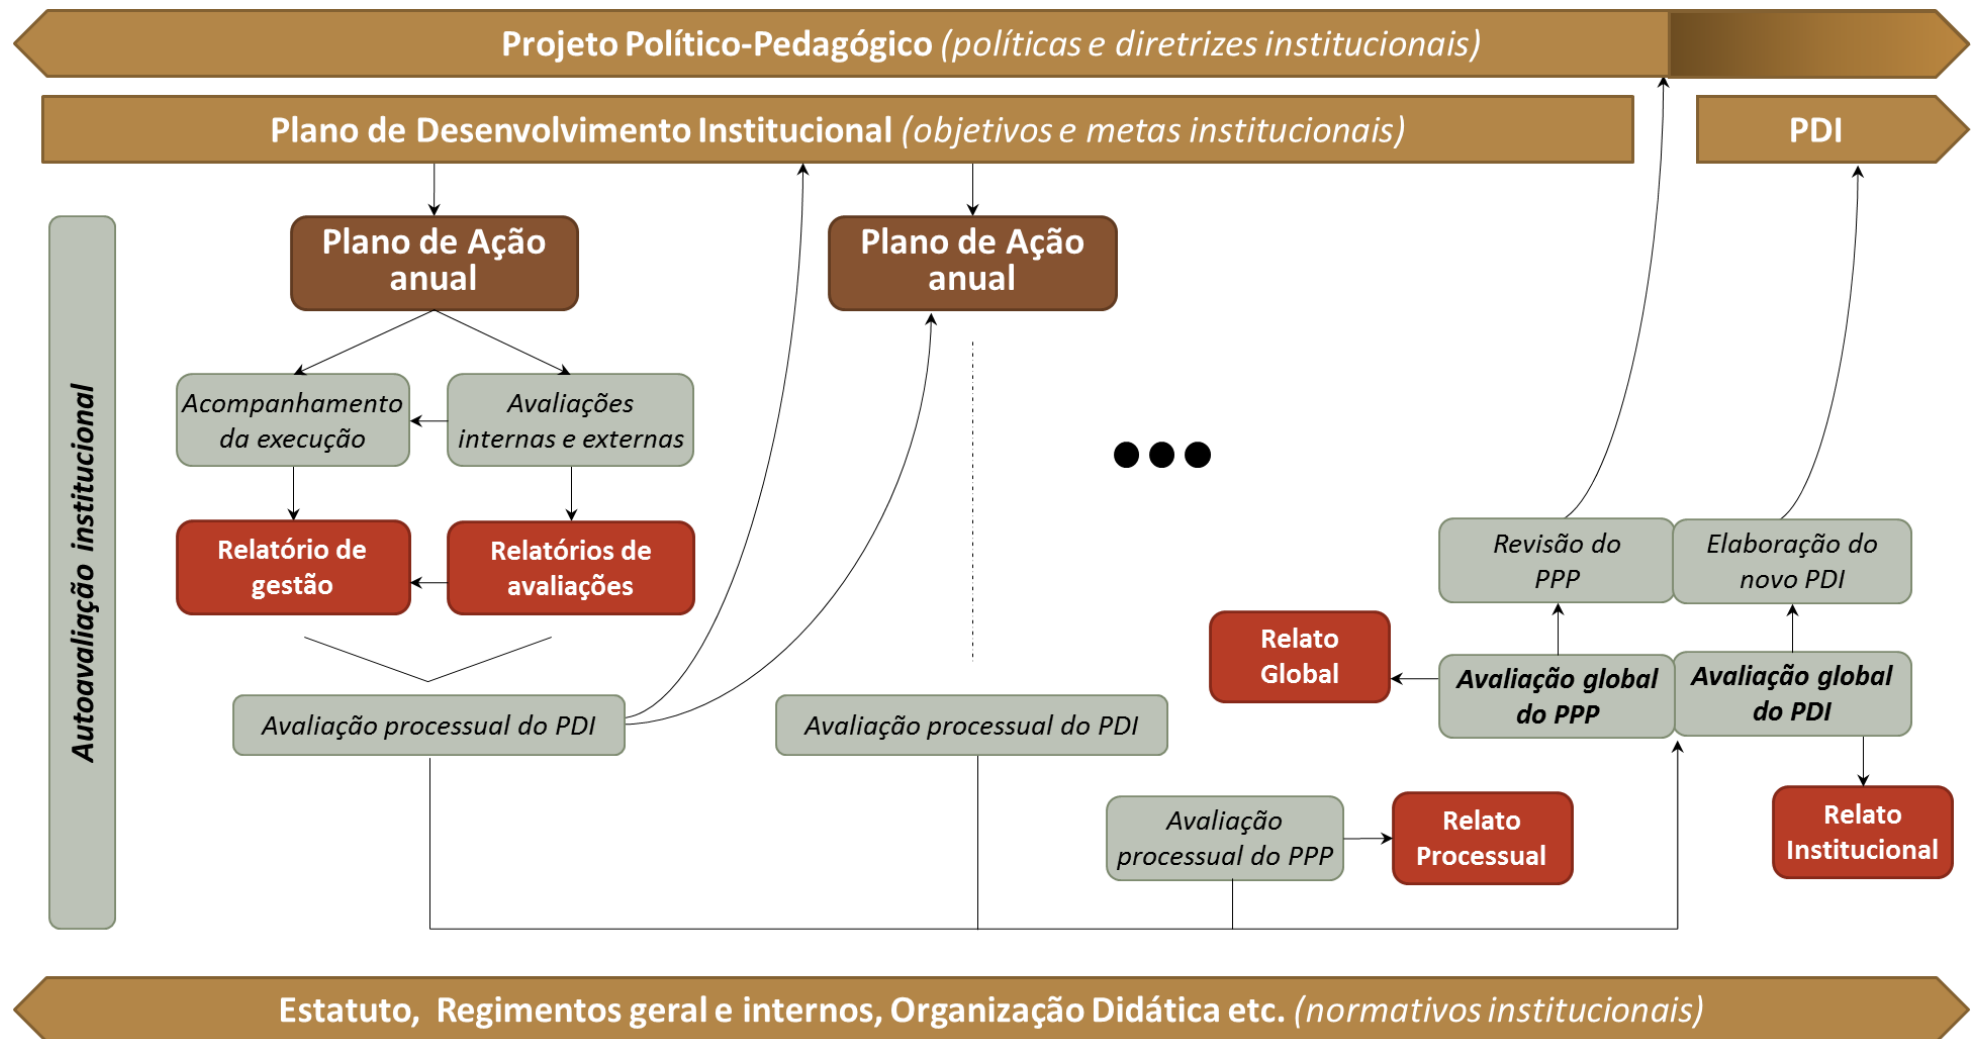 Projeto Político-Pedagógico (políticas e diretrizes institucionais)
Plano de Desenvolvimento Institucional (objetivos e metas institucionais)
PDI
Autoavaliação institucional
Plano de Ação
anual
Plano de Ação
anual
Acompanhamento
da execução
Avaliações
internas e externas
Relatório de
gestão
Relatórios de
avaliações
Avaliação processual do PDI
Avaliação processual do PDI
Revisão do
PPP
Elaboração do
novo PDI
Relato
Global
Avaliação global
do PPP
Avaliação global
do PDI
Avaliação
processual do PPP
Relato
Processual
Relato
Institucional
Estatuto, Regimentos geral e internos, Organização Didática etc. (normativos institucionais)